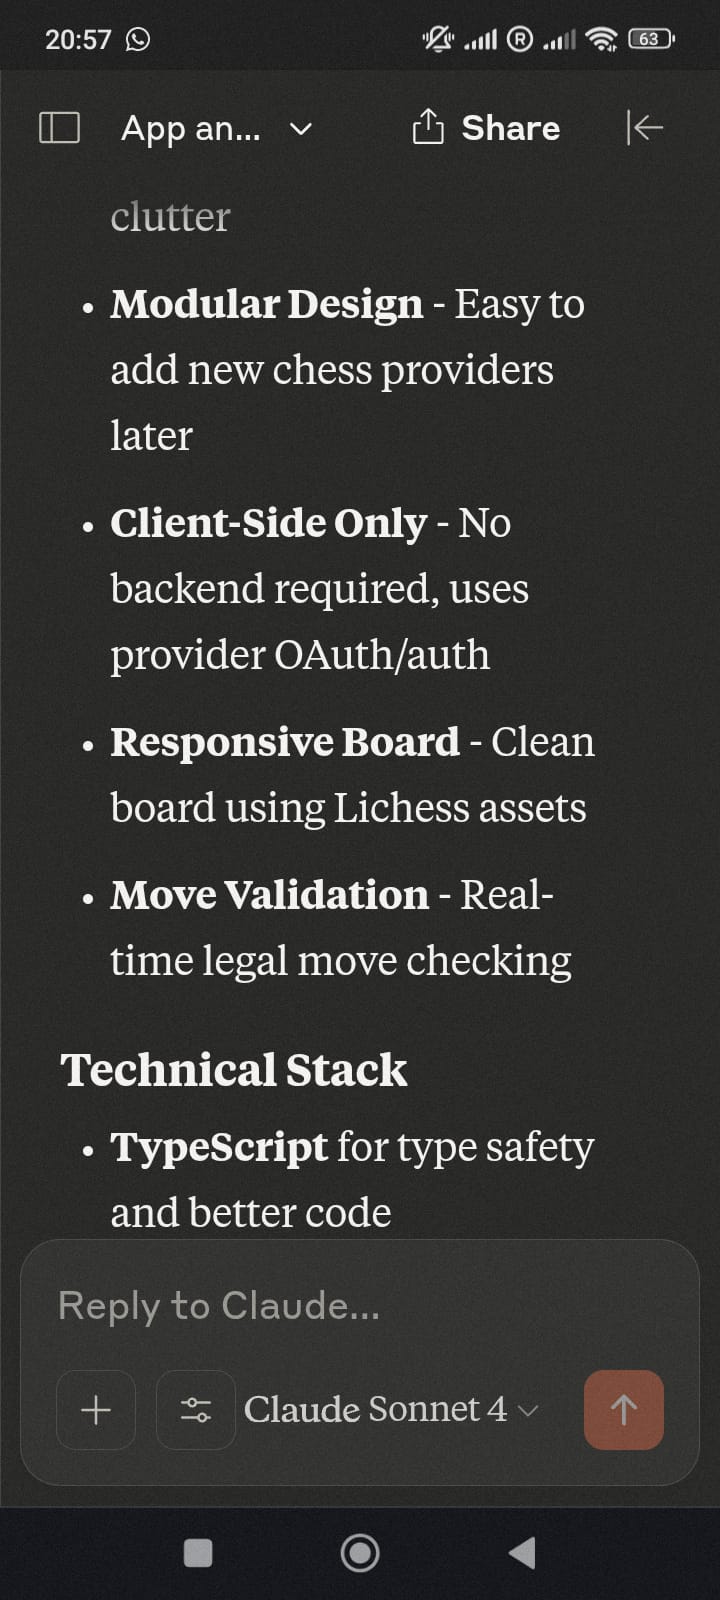 20:57
R
63
App an...
Share
clutter
• Modular Design - Easy to
add new chess providers
later
• Client-Side Only - No
backend required, uses
provider OAuth/auth
• Responsive Board - Clean
board using Lichess assets
• Move Validation - Real-
time legal move checking
Technical Stack
• TypeScript for type safety
and better code
Reply to Claude...
Claude Sonnet 4